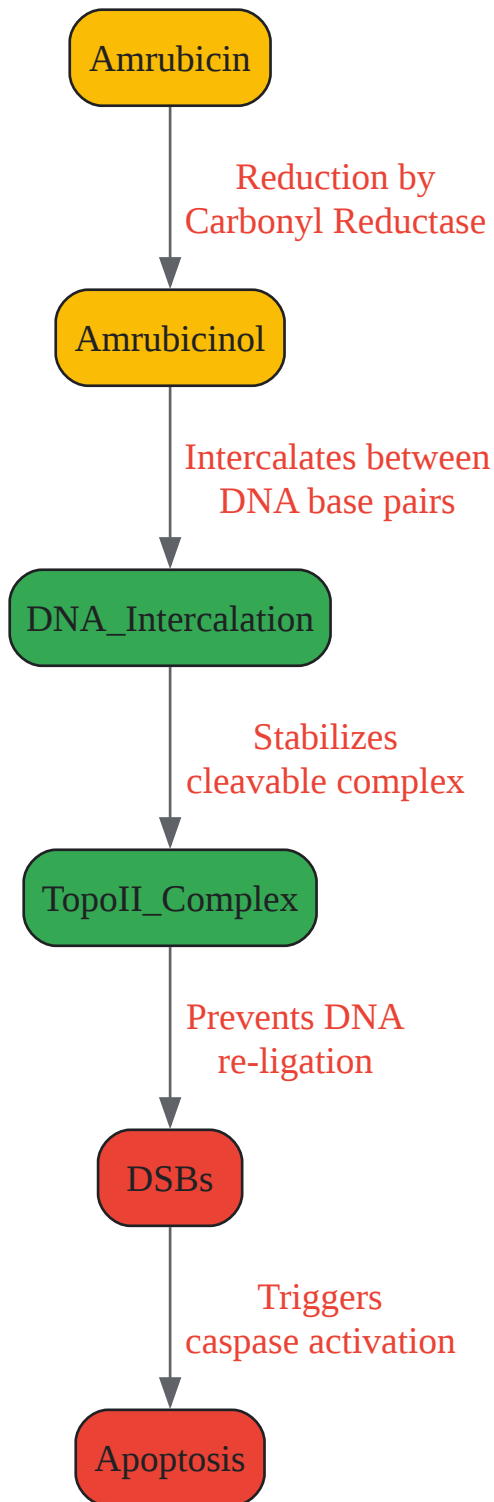 Amrubicin
Reduction by
Carbonyl Reductase
Amrubicinol
Intercalates between
DNA base pairs
DNA_Intercalation
Stabilizes
cleavable complex
TopoII_Complex
Prevents DNA
re-ligation
DSBs
Triggers
caspase activation
Apoptosis